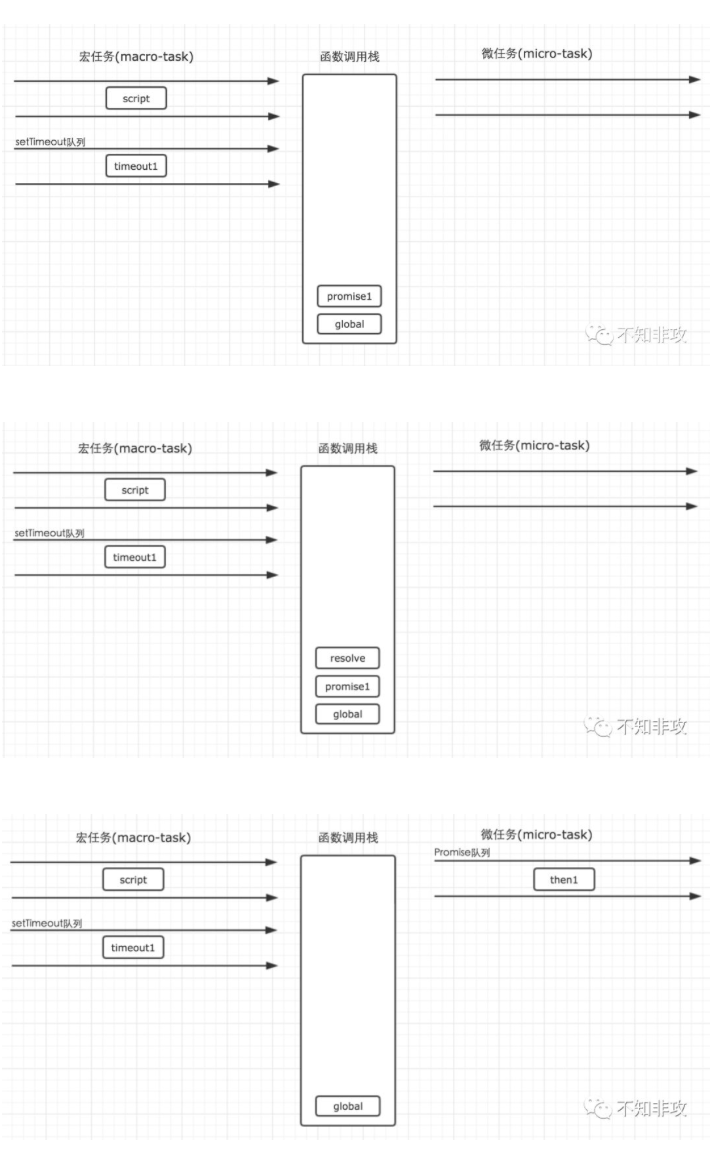 宏任务(macro-task)
函数调用栈
微任务(micro-task)
script
setTimeout队列
timeout1
promise1
global
不知非攻
宏任务(macro-task)
函数调用栈
微任务(micro-task)
script
setTimeout队列
timeout1
resolve
promise1
global
不知非攻
宏任务(macro-task)
函数调用栈
微任务(micro-task)
Promise队列
script
then1
setTimeout队列
timeout1
global
不知非攻